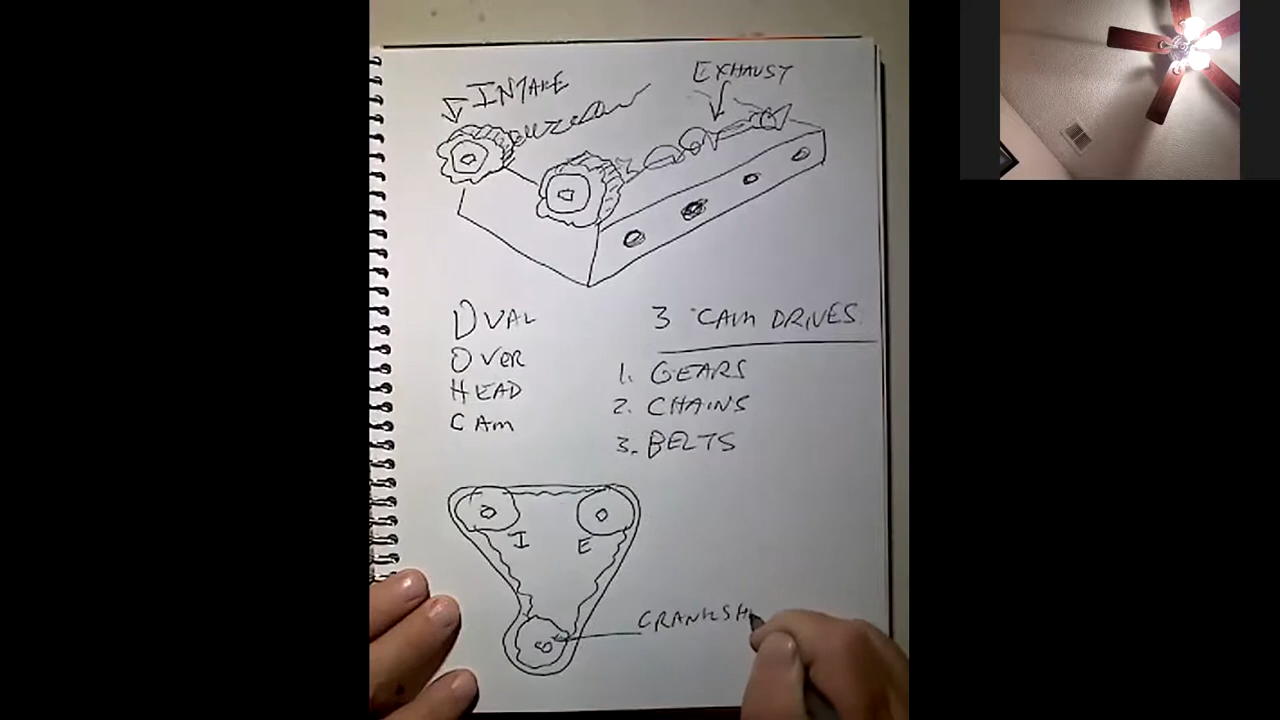 INTAKE
EXHAUST
DUAL
OVER
HEAD
CAM
3 CAM DRIVES
1. GEARS
2. CHAINS
3. BELTS
I E
CRANKSH